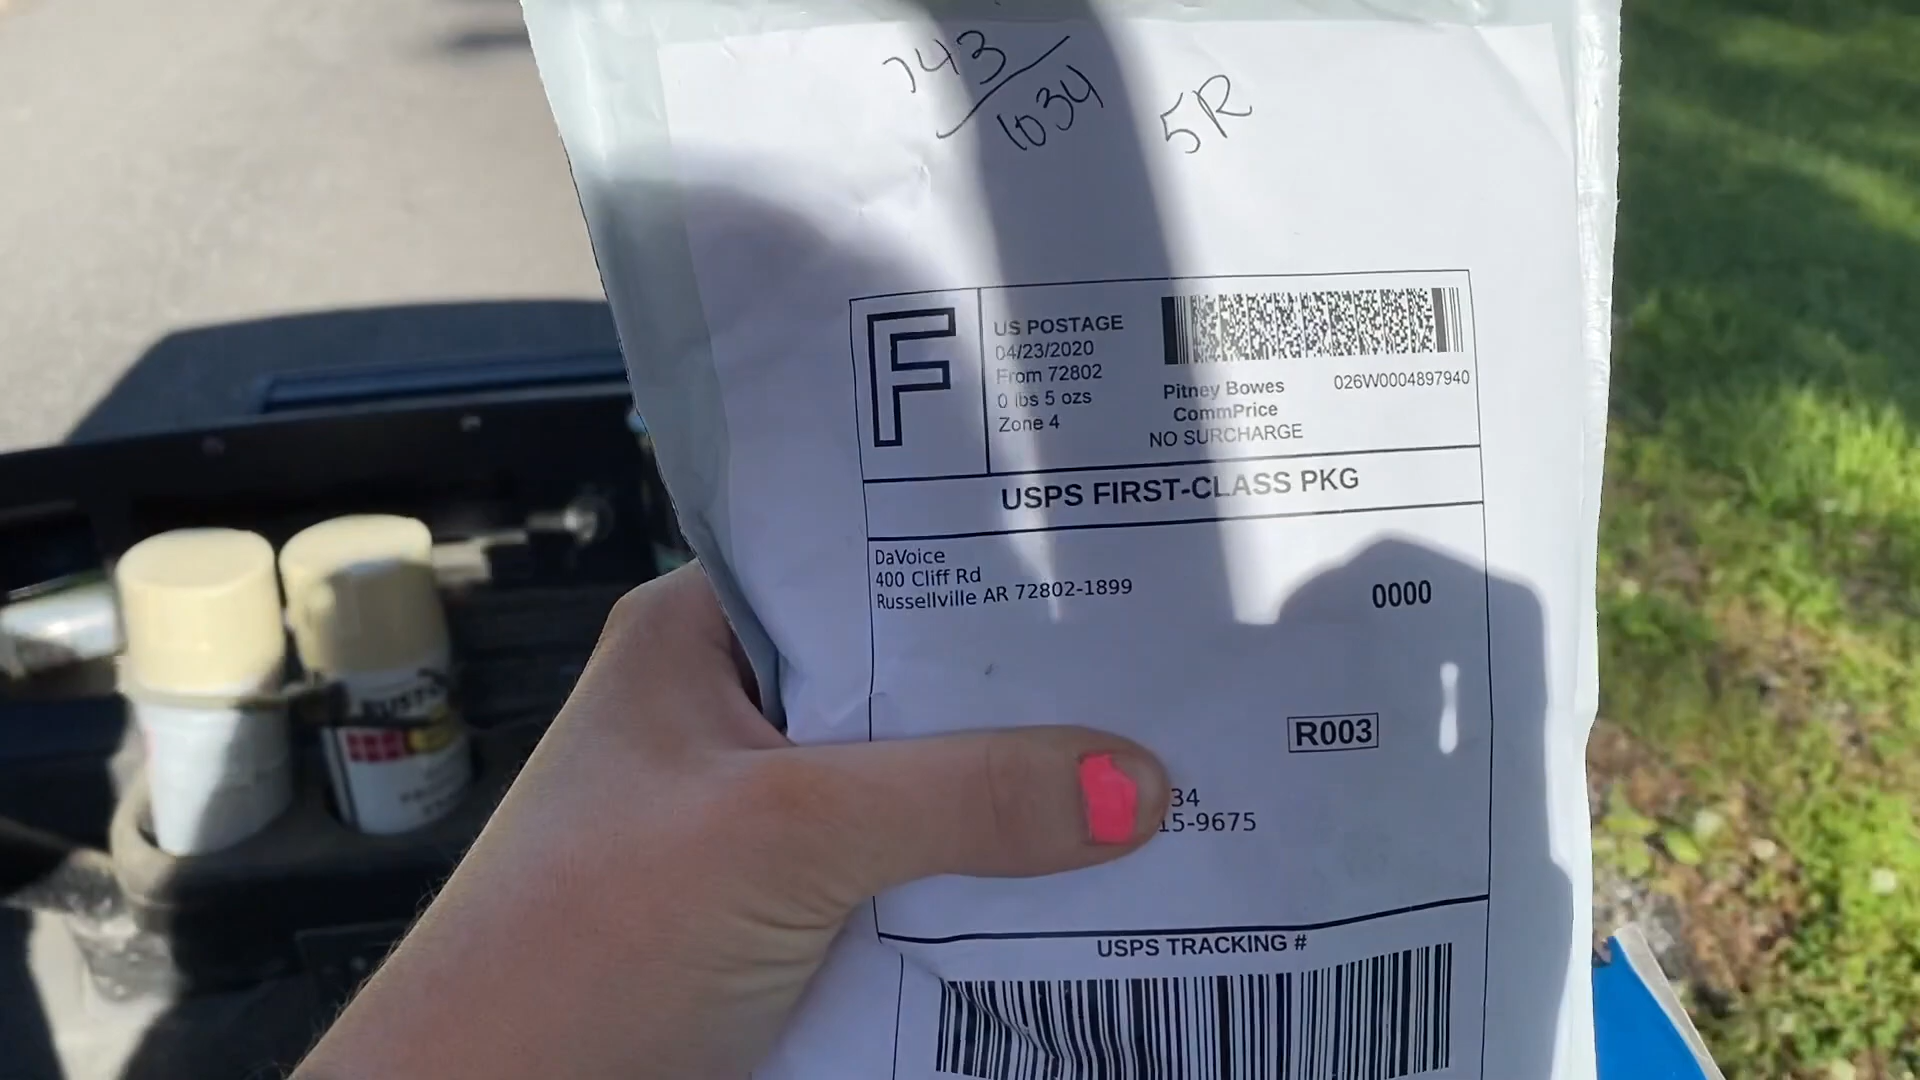 743
1034
5R
F
US POSTAGE
04/23/2020
From 72802
0 lbs 5 ozs
Zone 4
Pitney Bowes
026W0004897940
CommPrice
NO SURCHARGE
USPS FIRST-CLASS PKG
DaVoice
400 Cliff Rd
Russellville AR 72802-1899
0000
R003
34
15-9675
USPS TRACKING #